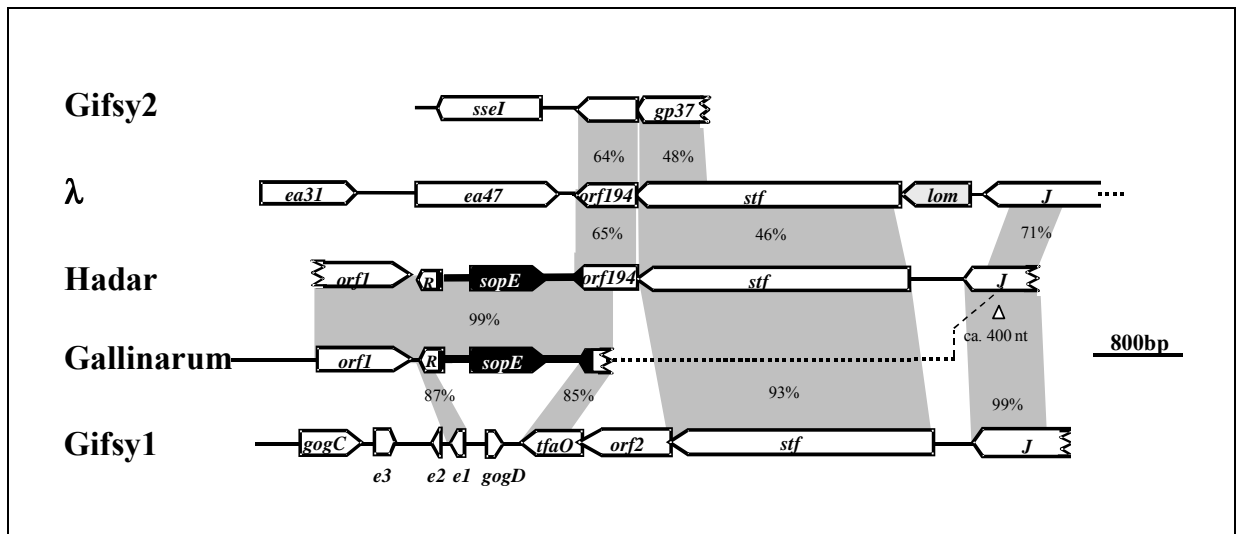 Gifsy2 sseI gp37
64% 48%
λ ea31 ea47 orf194 stf lom J
65% 46% 71%
Hadar orf1 R sopE orf194 stf J
99% ca. 400 nt
Gallinarum orf1 R sopE 800bp
87% 85% 93% 99%
Gifsy1 gogC tfaO orf2 stf J
e3 e2 e1 gogD